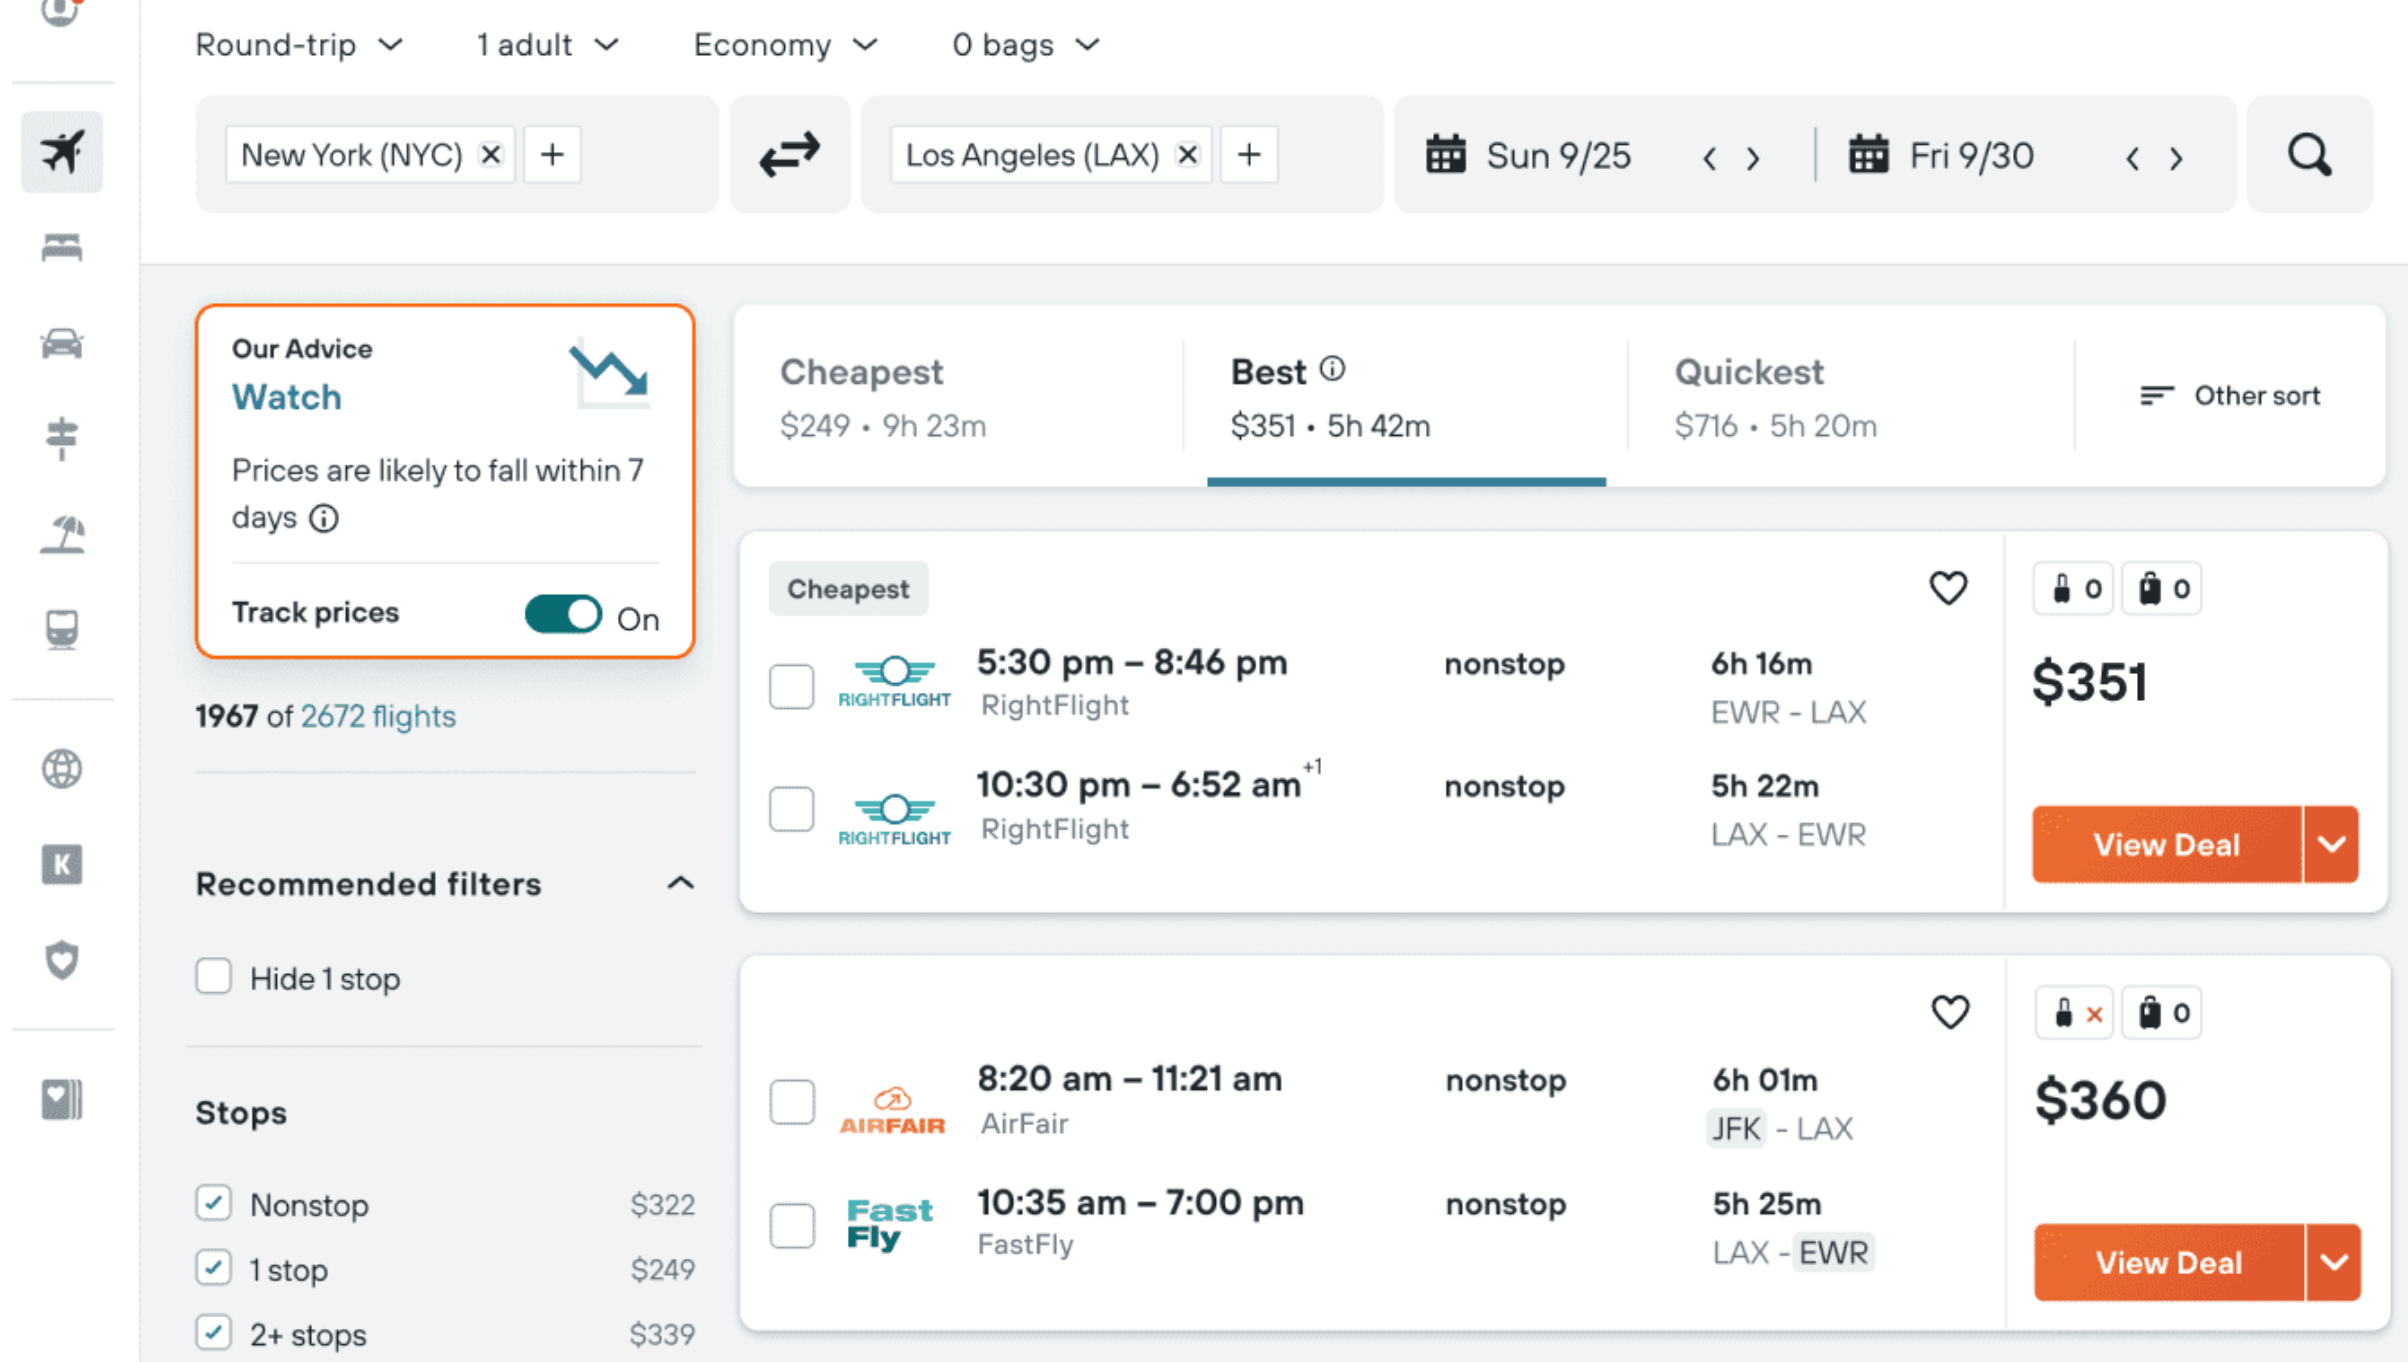 Round-trip 1 adult Economy 0 bags
New York (NYC) Los Angeles (LAX) Sun 9/25 Fri 9/30
Our Advice
Watch
Prices are likely to fall within 7
days
Track prices On
1967 of 2672 flights
Recommended filters
Hide 1 stop
Stops
Nonstop $322
1 stop $249
2+ stops $339
K
Cheapest
$249 • 9h 23m
Best
$351 • 5h 42m
Quickest
$716 • 5h 20m
Other sort
Cheapest
0 0
RIGHTFLIGHT
5:30 pm – 8:46 pm nonstop 6h 16m
RightFlight EWR - LAX
RIGHTFLIGHT
10:30 pm – 6:52 am +1 nonstop 5h 22m
RightFlight LAX - EWR
$351
View Deal
0
AIRFAIR
8:20 am – 11:21 am nonstop 6h 01m
AirFair JFK - LAX
Fast
Fly
10:35 am – 7:00 pm nonstop 5h 25m
FastFly LAX - EWR
$360
View Deal